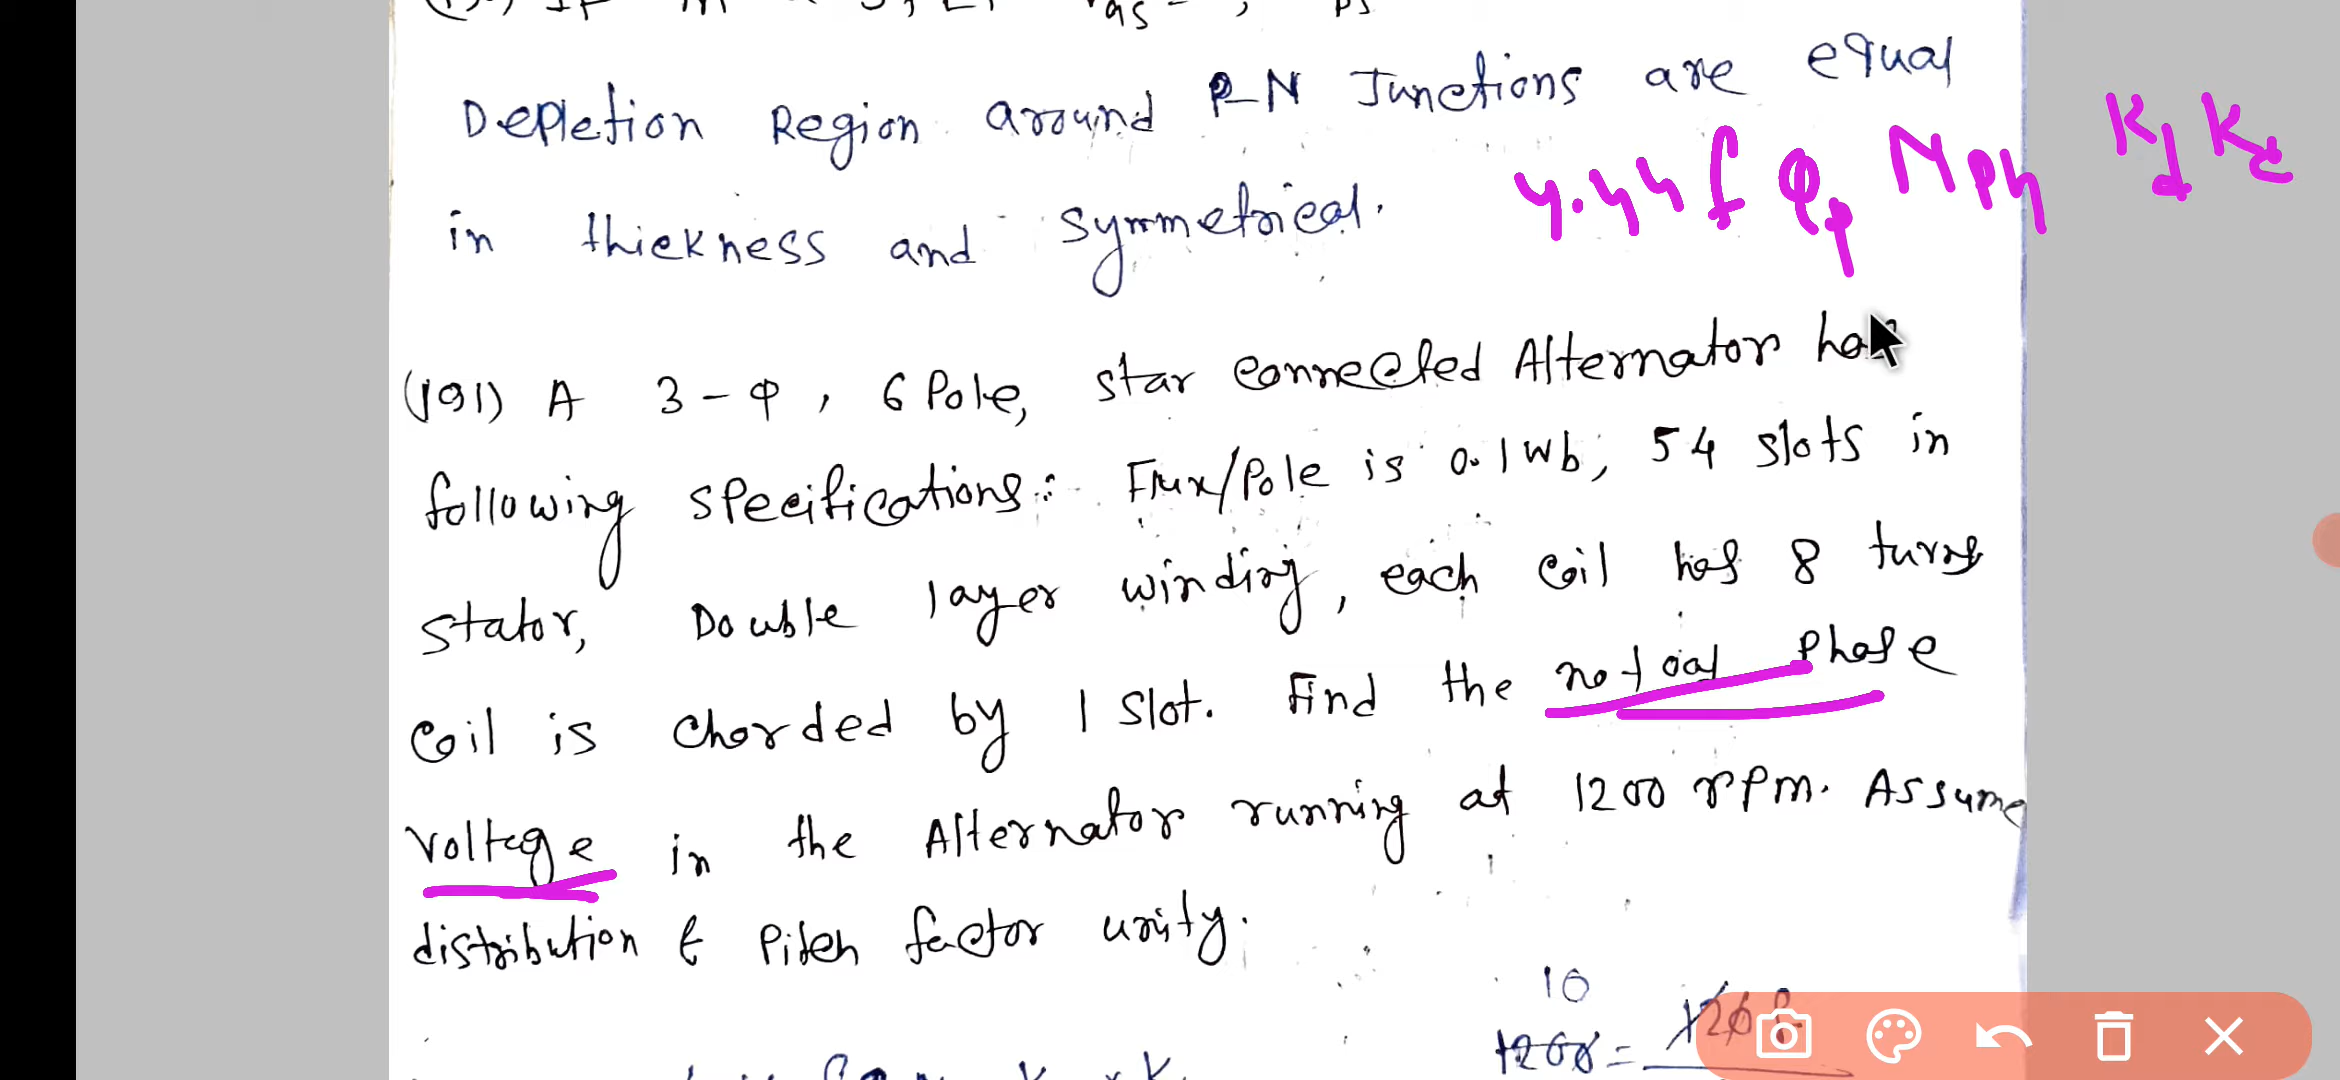 Depletion Region around P-N Junctions are equal
in thickness and symmetrical.
4.44 f φp Nph Kd Kc
(191) A 3-φ, 6 Pole, star connected Alternator has
following specifications: Flux/Pole is 0.1 Wb, 54 slots in
stator, Double layer winding, each coil has 8 turns
coil is chorded by 1 slot. Find the phase
voltage in the Alternator running at 1200 rpm. Assume
distribution & Pitch factor unity.
10
1200 =